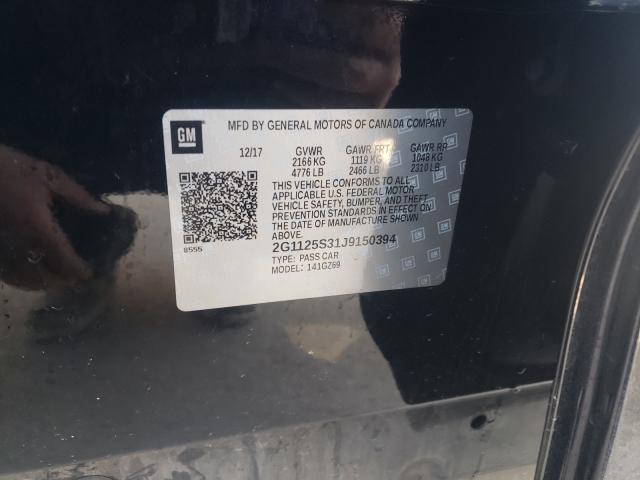 GM
MFD BY GENERAL MOTORS OF CANADA COMPANY
12/17 GVWR GAWR FRT GAWR RR
2166 KG 1119 KG 1048 KG
4776 LB 2466 LB 2310 LB
THIS VEHICLE CONFORMS TO ALL
APPLICABLE U.S. FEDERAL MOTOR
VEHICLE SAFETY, BUMPER, AND THEFT
PREVENTION STANDARDS IN EFFECT ON
THE DATE OF MANUFACTURE SHOWN
ABOVE.
8555
2G1125S31J9150394
TYPE: PASS CAR
MODEL: 141GZ69